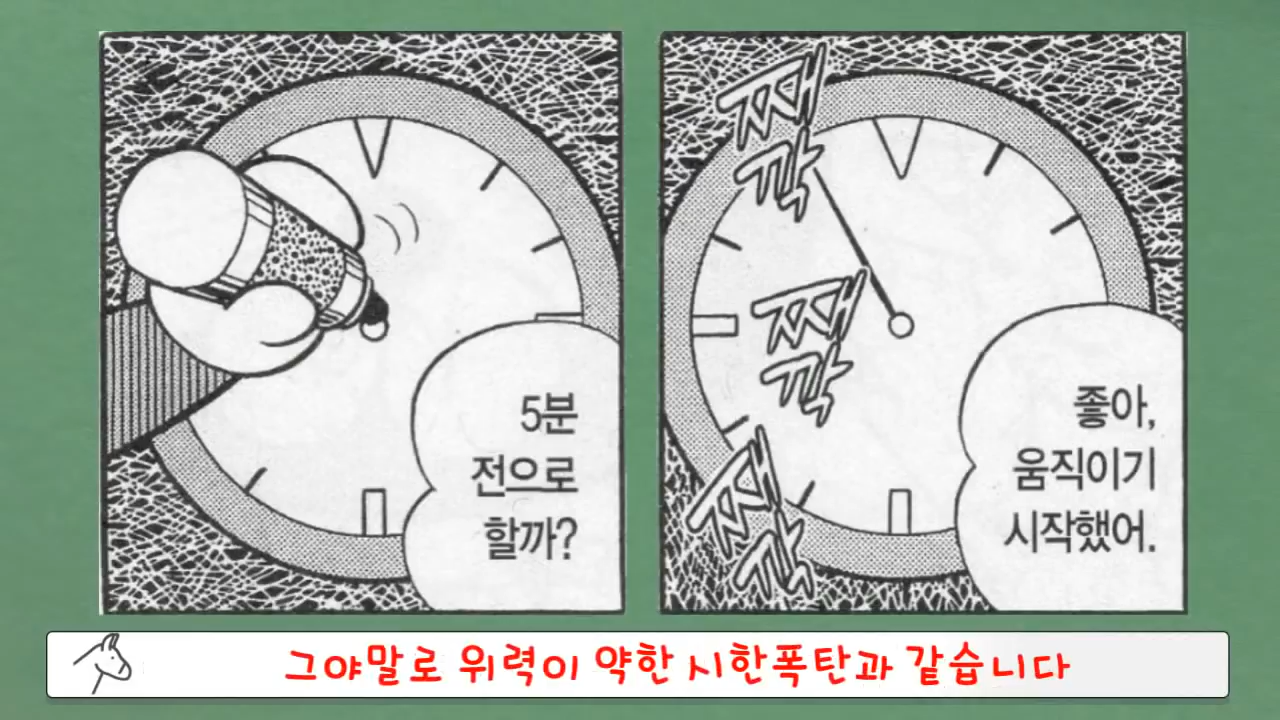 5분
전으로
할까?
째깍
째깍
째깍
좋아,
움직이기
시작했어.
그야말로 위력이 약한 시한폭탄과 같습니다